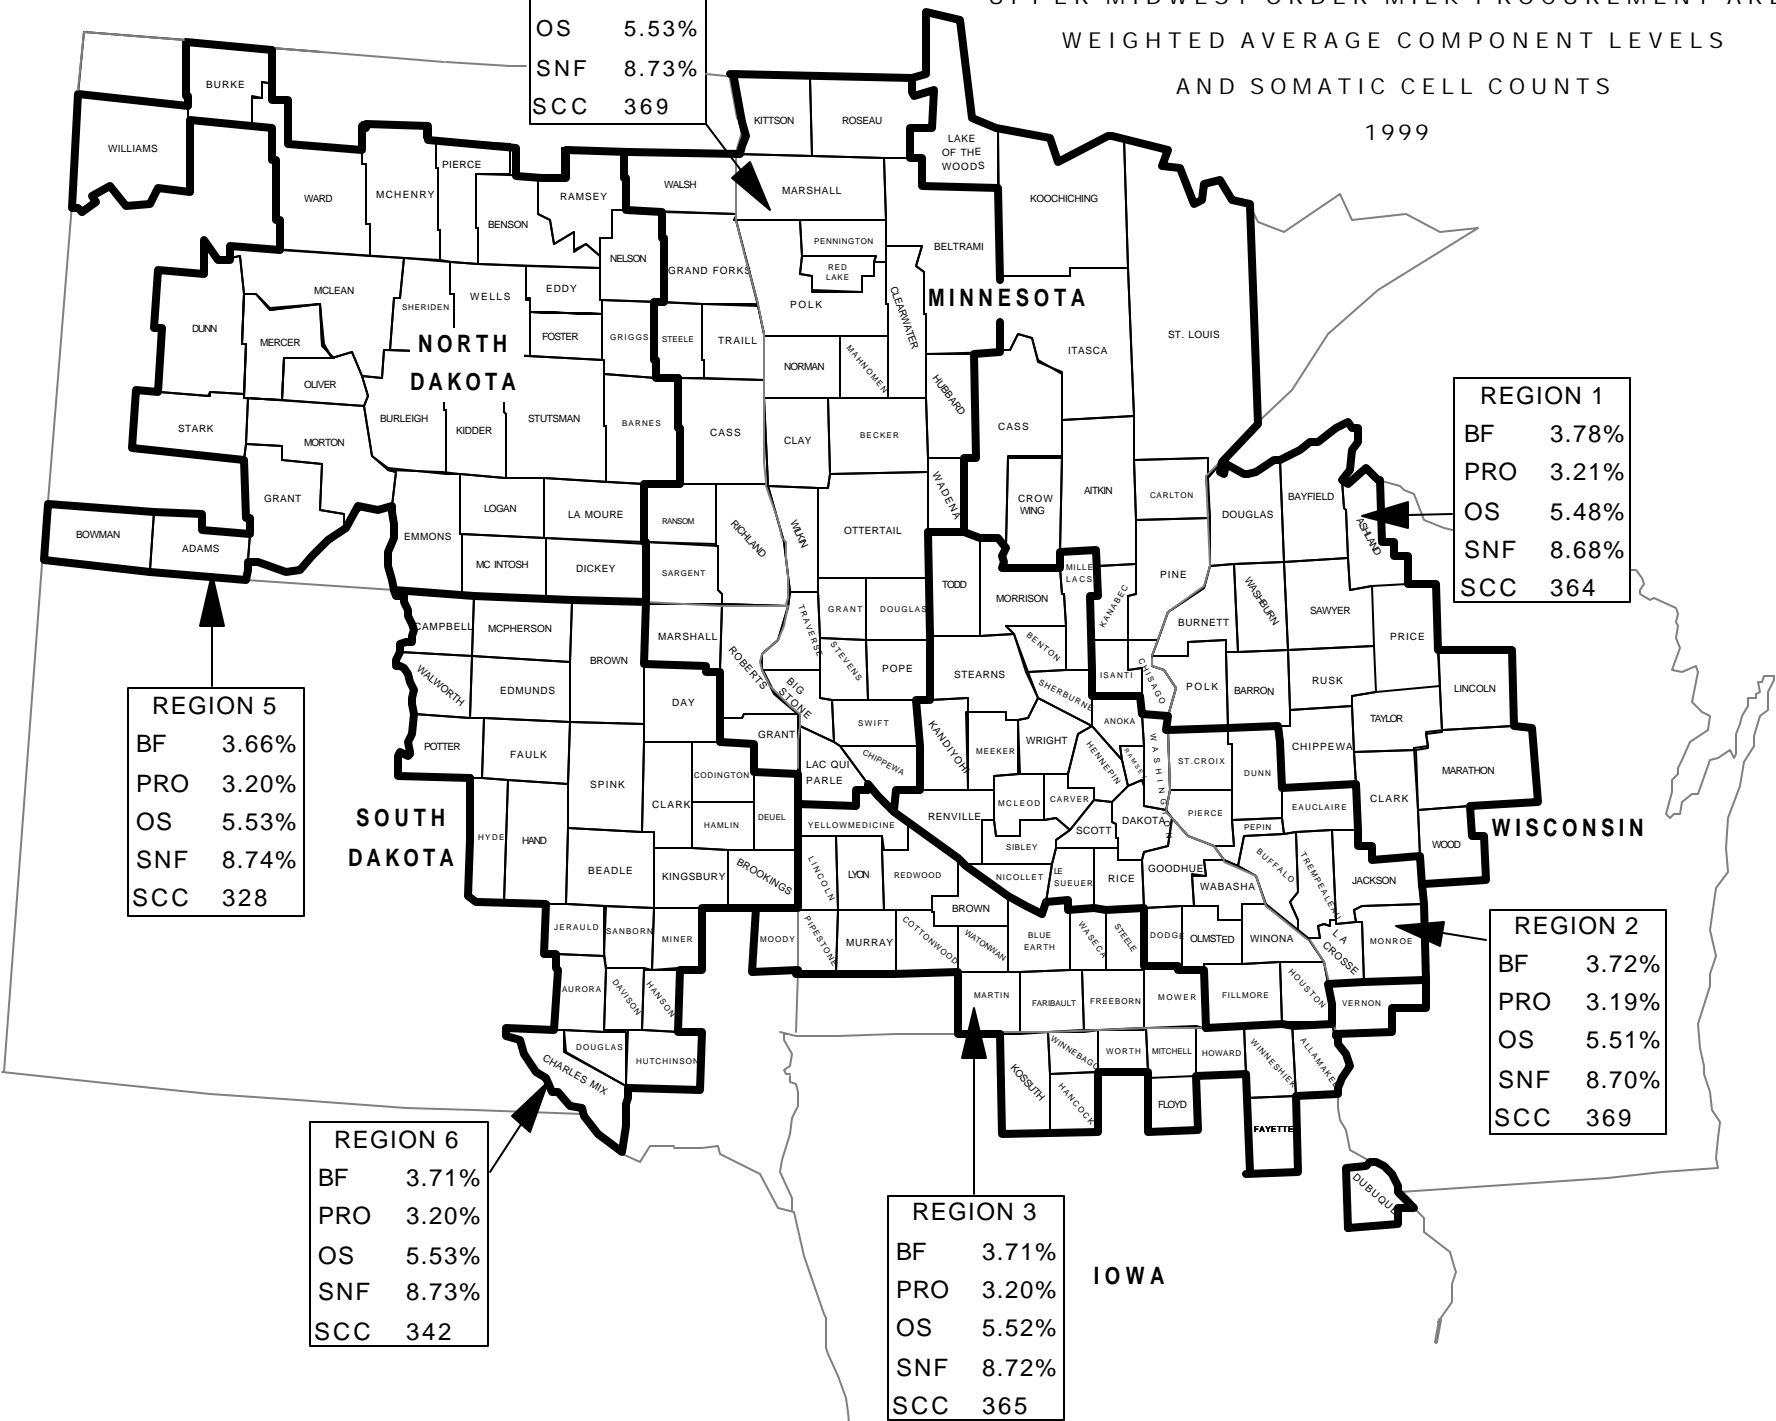 UPPER MIDWEST ORDER MILK PROCUREMENT
WEIGHTED AVERAGE COMPONENT LEVELS
AND SOMATIC CELL COUNTS
1999
OS 5.53%
SNF 8.73%
SCC 369
BURKE
WILLIAMS
WARD
MCHENRY
PIERCE
BENSON
RAMSEY
NELSON
WALSH
GRAND FORKS
KITTSON
ROSEAU
LAKE
OF THE
WOODS
MARSHALL
KOOCHICHING
BELTRAMI
PENNINGTON
RED
LAKE
POLK
CLEARWATER
MINNESOTA
ITASCA
ST. LOUIS
DUNN
MCLEAN
SHERIDEN
WELLS
EDDY
FOSTER
GRIGGS
STEELE
TRAILL
MERCER
OLIVER
NORTH
DAKOTA
NORMAN
MAHNOMEN
HUBBARD
CASS
STARK
MORTON
BURLEIGH
KIDDER
STUTSMAN
BARNES
CASS
CLAY
BECKER
WADENA
CROW
WING
AITKIN
CARLTON
GRANT
BOWMAN
ADAMS
EMMONS
LOGAN
LA MOURE
MC INTOSH
DICKEY
RANSOM
SARGENT
RICHLAND
WILKIN
OTTERTAIL
TODD
MORRISON
MILLE
LACS
KANABEC
PINE
DOUGLAS
BAYFIELD
ASHLAND
REGION 1
BF 3.78%
PRO 3.21%
OS 5.48%
SNF 8.68%
SCC 364
BURNETT
WASHBURN
SAWYER
PRICE
POLK
BARRON
RUSK
LINCOLN
TAYLOR
CHIPPEWA
MARATHON
CLARK
WOOD
WISCONSIN
CAMPBELL
MCPHERSON
BROWN
MARSHALL
ROBERTS
TRAVERSE
GRANT
DOUGLAS
STEVENS
POPE
BIG
STONE
SWIFT
CHIPPEWA
STEARNS
BENTON
SHERBURNE
ISANTI
CHISAGO
ANOKA
WALWORTH
EDMUNDS
DAY
GRANT
POTTER
FAULK
SPINK
CODINGTON
CLARK
HAMLIN
DEUEL
LAC QUI
PARLE
KANDIYOHI
MEEKER
WRIGHT
HENNEPIN
RAMSEY
WASHINGTON
ST.CROIX
DUNN
MCLEOD
CARVER
RENVILLE
SCOTT
DAKOTA
PIERCE
PEPIN
EAUCLAIRE
SIBLEY
BUFFALO
TREMPEALEAU
JACKSON
REGION 5
BF 3.66%
PRO 3.20%
OS 5.53%
SNF 8.74%
SCC 328
SOUTH
DAKOTA
HYDE
HAND
BEADLE
KINGSBURY
BROOKINGS
YELLOWMEDICINE
LINCOLN
LYON
REDWOOD
NICOLLET
LE
SUEUER
RICE
GOODHUE
WABASHA
BROWN
JERAULD
SANBORN
MINER
MOODY
PIPESTONE
MURRAY
COTTONWOOD
WATONWAN
BLUE
EARTH
WASECA
STEELE
DODGE
OLMSTED
WINONA
LA
CROSSE
MONROE
REGION 2
BF 3.72%
PRO 3.19%
OS 5.51%
SNF 8.70%
SCC 369
AURORA
DAVISON
HANSON
MARTIN
FARIBAULT
FREEBORN
MOWER
FILLMORE
HOUSTON
VERNON
DOUGLAS
CHARLES MIX
HUTCHINSON
KOSSUTH
WINNEBAGO
HANCOCK
WORTH
MITCHELL
HOWARD
WINNESHIEK
ALLAMAKEE
FLOYD
FAYETTE
DUBUQUE
REGION 6
BF 3.71%
PRO 3.20%
OS 5.53%
SNF 8.73%
SCC 342
REGION 3
BF 3.71%
PRO 3.20%
OS 5.52%
SNF 8.72%
SCC 365
IOWA